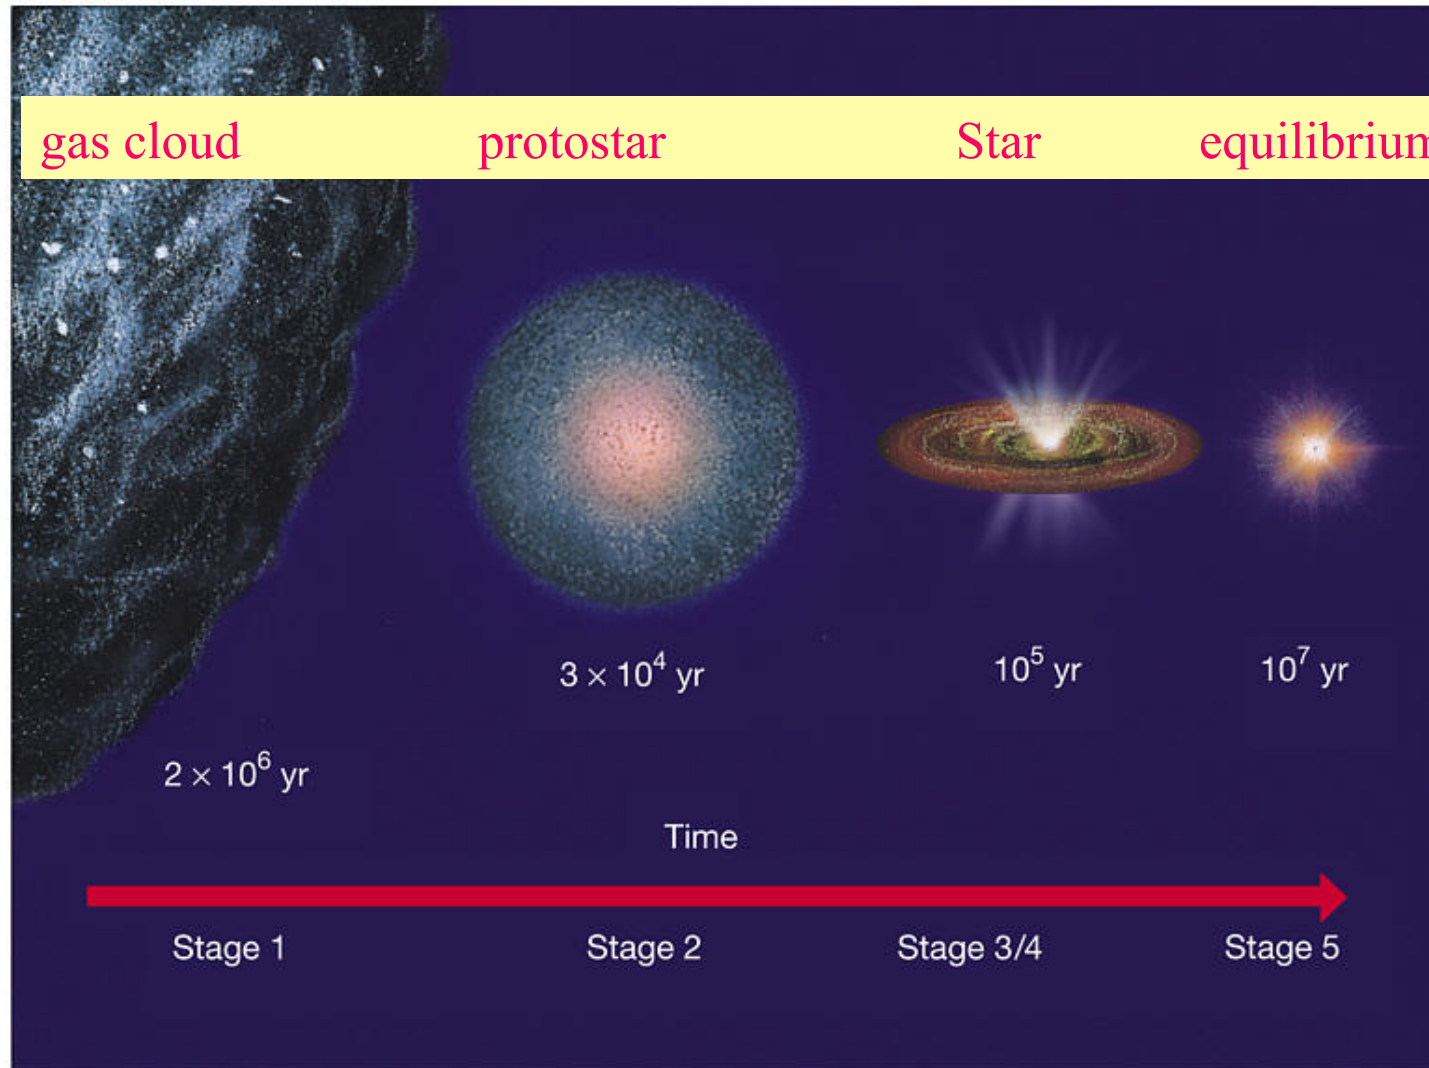 gas cloud protostar Star equilibrium
3 × 10⁴ yr 10⁵ yr 10⁷ yr
2 × 10⁶ yr
Time
Stage 1 Stage 2 Stage 3/4 Stage 5